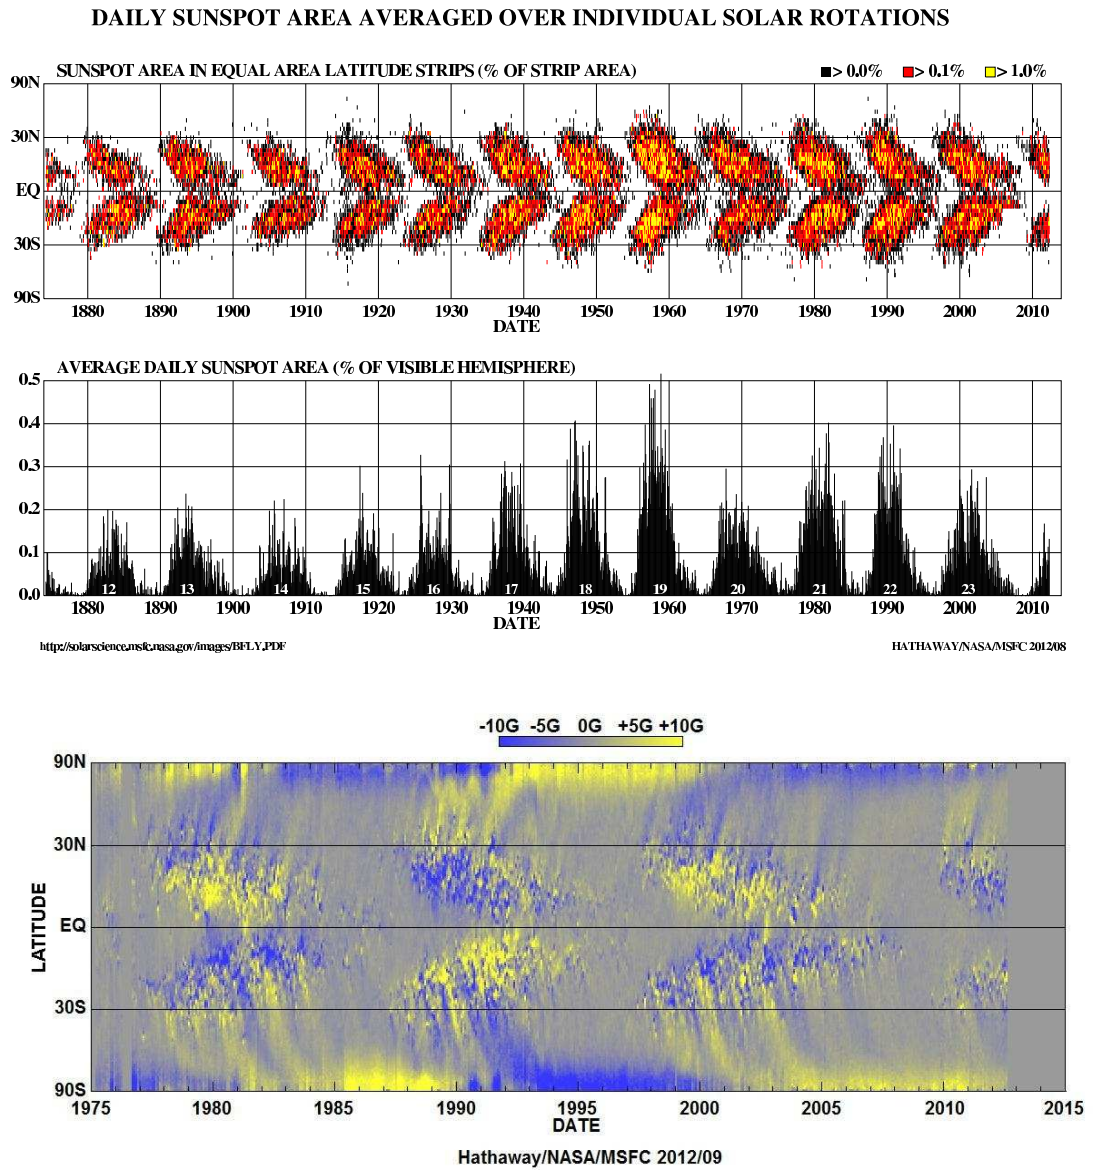 DAILY SUNSPOT AREA AVERAGED OVER INDIVIDUAL SOLAR ROTATIONS
SUNSPOT AREA IN EQUAL AREA LATITUDE STRIPS (% OF STRIP AREA)
> 0.0% > 0.1% > 1.0%
90N
30N
EQ
30S
90S
1880 1890 1900 1910 1920 1930 1940 1950 1960 1970 1980 1990 2000 2010
DATE
AVERAGE DAILY SUNSPOT AREA (% OF VISIBLE HEMISPHERE)
0.5
0.4
0.3
0.2
0.1
0.0
12 13 14 15 16 17 18 19 20 21 22 23
1880 1890 1900 1910 1920 1930 1940 1950 1960 1970 1980 1990 2000 2010
DATE
http://solarscience.msfc.nasa.gov/images/BFLY.PDF
HATHAWAY/NASA/MSFC 2012/08
-10G -5G 0G +5G +10G
90N
30N
EQ
30S
90S
LATITUDE
1975 1980 1985 1990 1995 2000 2005 2010 2015
DATE
Hathaway/NASA/MSFC 2012/09